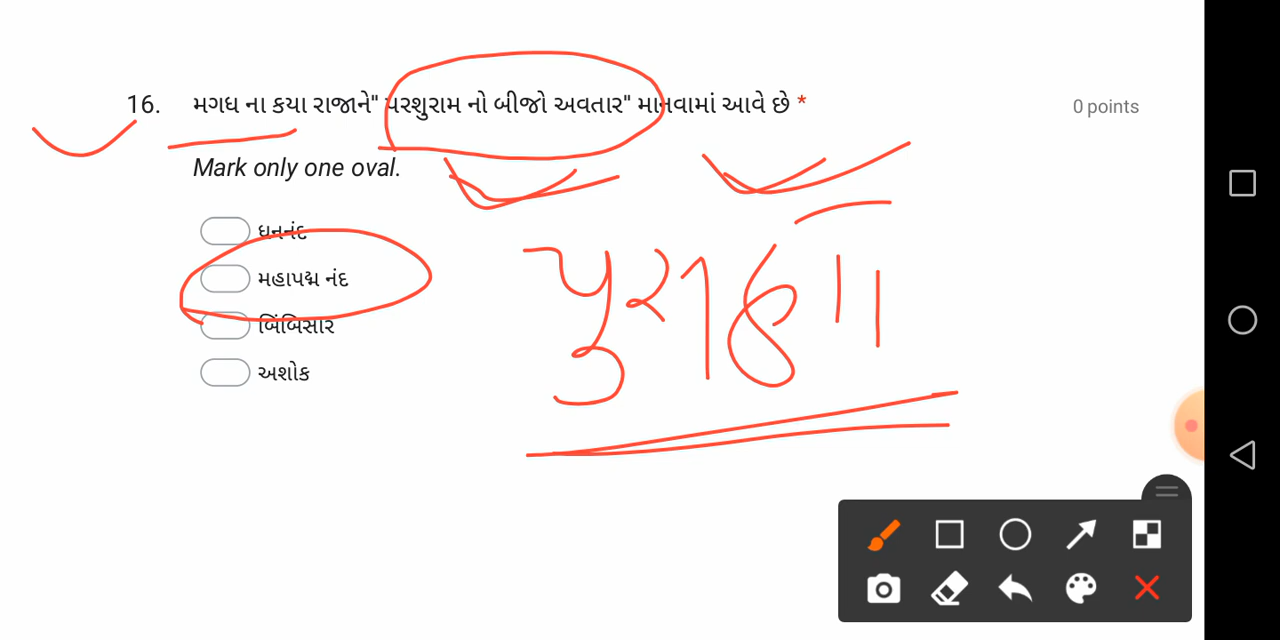 16. મગધ ના કયા રાજાને" પરશુરામ નો બીજો અવતાર" માનવામાં આવે છે *
0 points
Mark only one oval.
ધનનંદ
મહાપદ્મ નંદ
બિંબિસાર
અશોક
પુરાણ